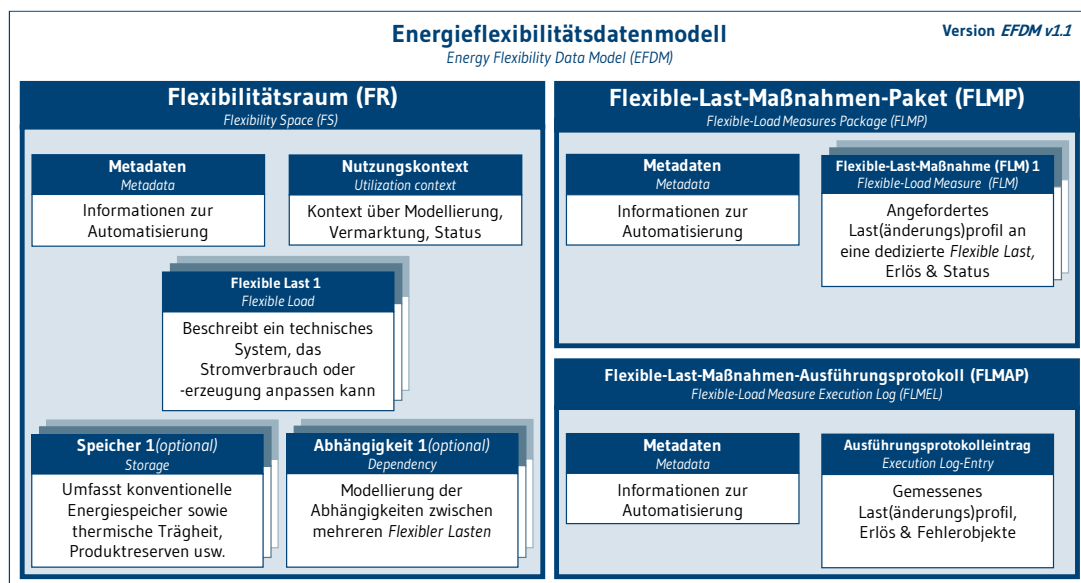 Energieflexibilitätsdatenmodell
Energy Flexibility Data Model (EFDM)
Version EFDM v1.1
Flexibilitätsraum (FR)
Flexibility Space (FS)
Metadaten
Metadata
Informationen zur
Automatisierung
Nutzungskontext
Utilization context
Kontext über Modellierung,
Vermarktung, Status
Flexible Last 1
Flexible Load
Beschreibt ein technisches
System, das
Stromverbrauch oder
-erzeugung anpassen kann
Speicher 1(optional)
Storage
Umfasst konventionelle
Energiespeicher sowie
thermische Trägheit,
Produktreserven usw.
Abhängigkeit 1(optional)
Dependency
Modellierung der
Abhängigkeiten zwischen
mehreren Flexibler Lasten
Flexible-Last-Maßnahmen-Paket (FLMP)
Flexible-Load Measures Package (FLMP)
Metadaten
Metadata
Informationen zur
Automatisierung
Flexible-Last-Maßnahme (FLM) 1
Flexible-Load Measure (FLM)
Angefordertes
Last(änderungs)profil an
eine dedizierte Flexible Last,
Erlös & Status
Flexible-Last-Maßnahmen-Ausführungsprotokoll (FLMAP)
Flexible-Load Measure Execution Log (FLMEL)
Metadaten
Metadata
Informationen zur
Automatisierung
Ausführungsprotokolleintrag
Execution Log-Entry
Gemessenes
Last(änderungs)profil,
Erlös & Fehlerobjekte